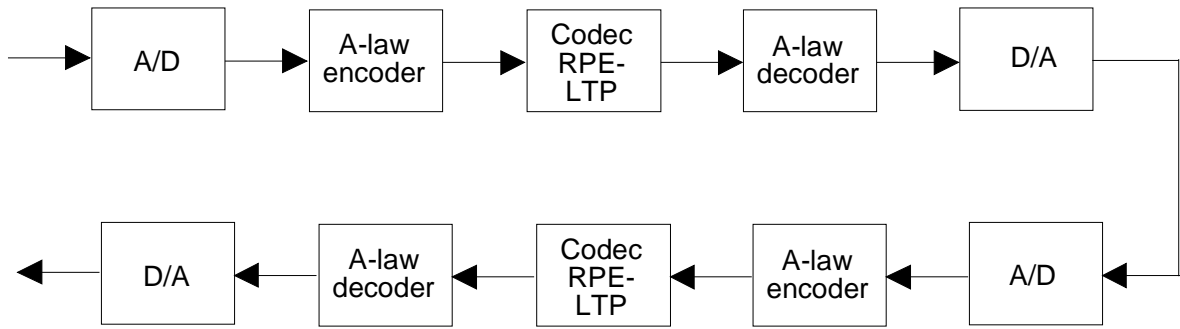 A/D
A-law
encoder
Codec
RPE-
LTP
A-law
decoder
D/A
D/A
A-law
decoder
Codec
RPE-
LTP
A-law
encoder
A/D